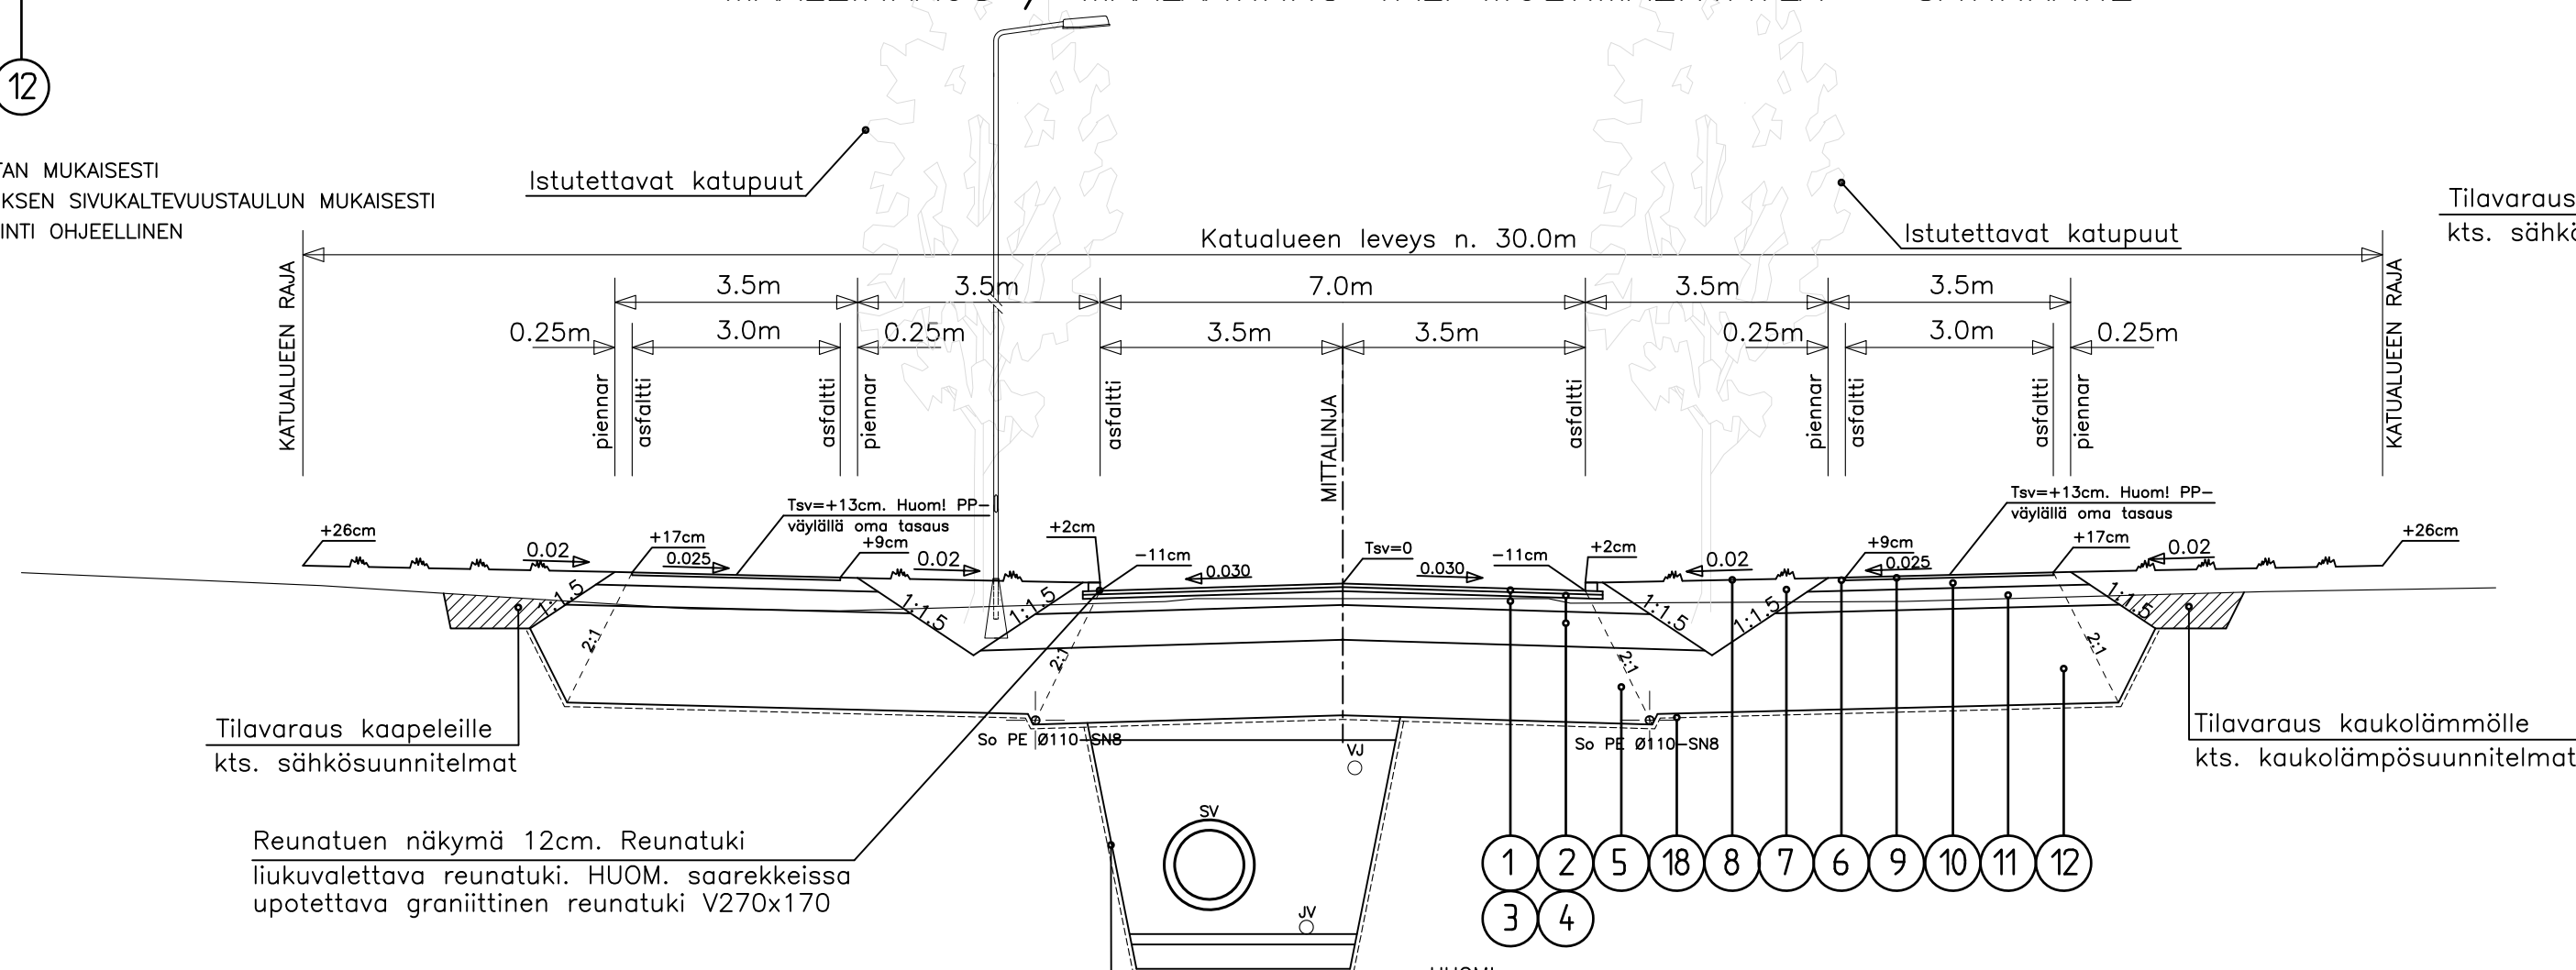 12
MUKAISESTI
SIVUKALTEVUUSTAULUN MUKAISESTI
OHJEELLINEN
Istutettavat katupuut
Istutettavat katupuut
Tilavaraus
kts.
Katualueen leveys n. 30.0m
3.5m 3.5m 7.0m 3.5m 3.5m
0.25m 3.0m 0.25m 3.5m 3.5m 0.25m 3.0m 0.25m
KATUALUEEN RAJA
piennar
asfaltti
asfaltti
piennar
asfaltti
MITTALINJA
asfaltti
piennar
asfaltti
asfaltti
piennar
KATUALUEEN RAJA
Tsv=+13cm. Huom! PP-
väylällä oma tasaus
Tsv=+13cm. Huom! PP-
väylällä oma tasaus
+26cm 0.02 +17cm 0.025 +9cm 0.02 +2cm -11cm 0.030 Tsv=0 0.030 -11cm +2cm 0.02 +9cm 0.025 +17cm 0.02 +26cm
1:1.5 1:1.5 1:1.5 1:1.5 1:1.5 1:1.5
2:1 2:1 2:1 2:1
Tilavaraus kaapeleille
kts. sähkösuunnitelmat
So PE Ø110-SN8
So PE Ø110-SN8
VJ
SV
JV
Tilavaraus kaukolämmölle
kts. kaukolämpösuunnitelmat
Reunatuen näkymä 12cm. Reunatuki
liukuvalettava reunatuki. HUOM. saarekkeissa
upotettava graniittinen reunatuki V270x170
1 2 5 18 8 7 6 9 10 11 12
3 4